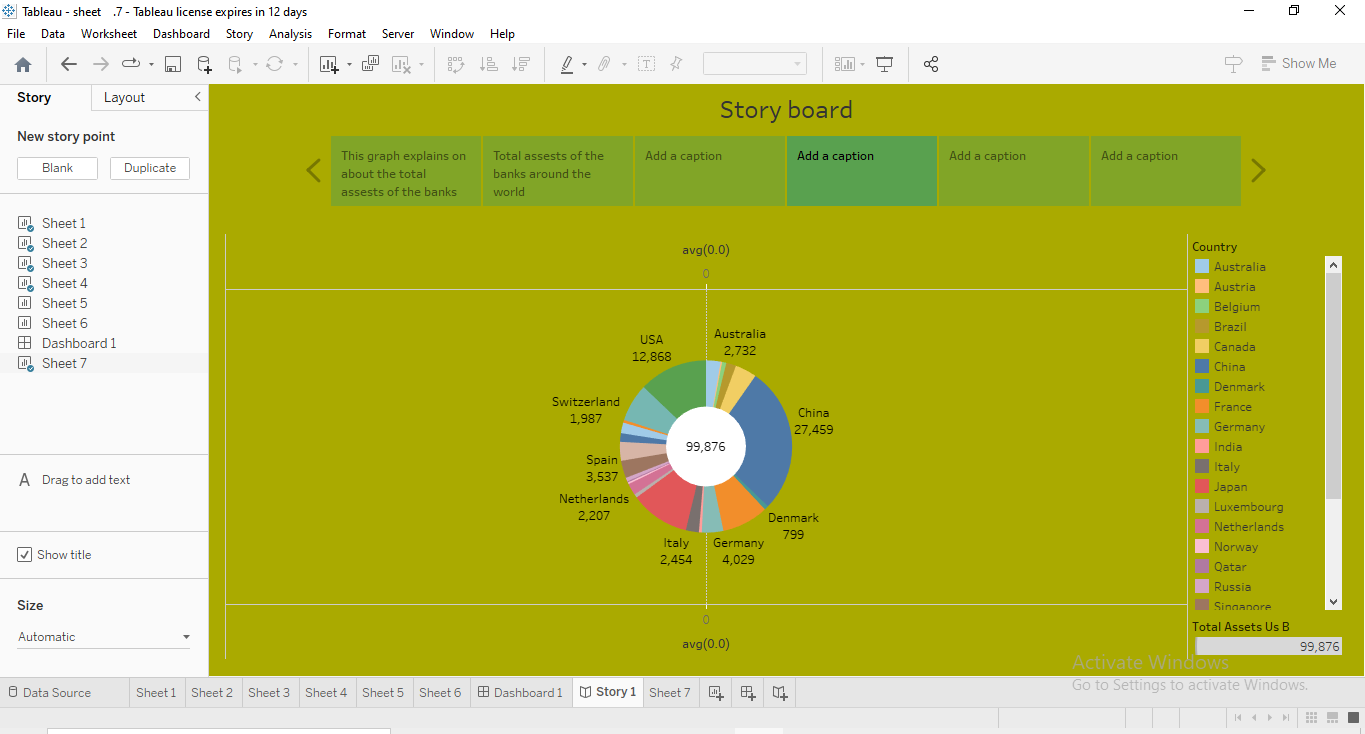 Tableau - sheet .7 - Tableau license expires in 12 days
File Data Worksheet Dashboard Story Analysis Format Server Window Help
Show Me
Story Layout
New story point
Blank Duplicate
Sheet 1
Sheet 2
Sheet 3
Sheet 4
Sheet 5
Sheet 6
Dashboard 1
Sheet 7
A Drag to add text
Show title
Size
Automatic
Story board
This graph explains on
about the total
assests of the banks
Total assests of the
banks around the
world
Add a caption
Add a caption
Add a caption
Add a caption
avg(0.0)
0
USA
12,868
Australia
2,732
Switzerland
1,987
China
27,459
99,876
Spain
3,537
Netherlands
2,207
Denmark
799
Italy
2,454
Germany
4,029
0
avg(0.0)
Country
Australia
Austria
Belgium
Brazil
Canada
China
Denmark
France
Germany
India
Italy
Japan
Luxembourg
Netherlands
Norway
Qatar
Russia
Singapore
Total Assets Us B
99,876
Activate Windows
Go to Settings to activate Windows.
Data Source Sheet 1 Sheet 2 Sheet 3 Sheet 4 Sheet 5 Sheet 6 Dashboard 1 Story 1 Sheet 7